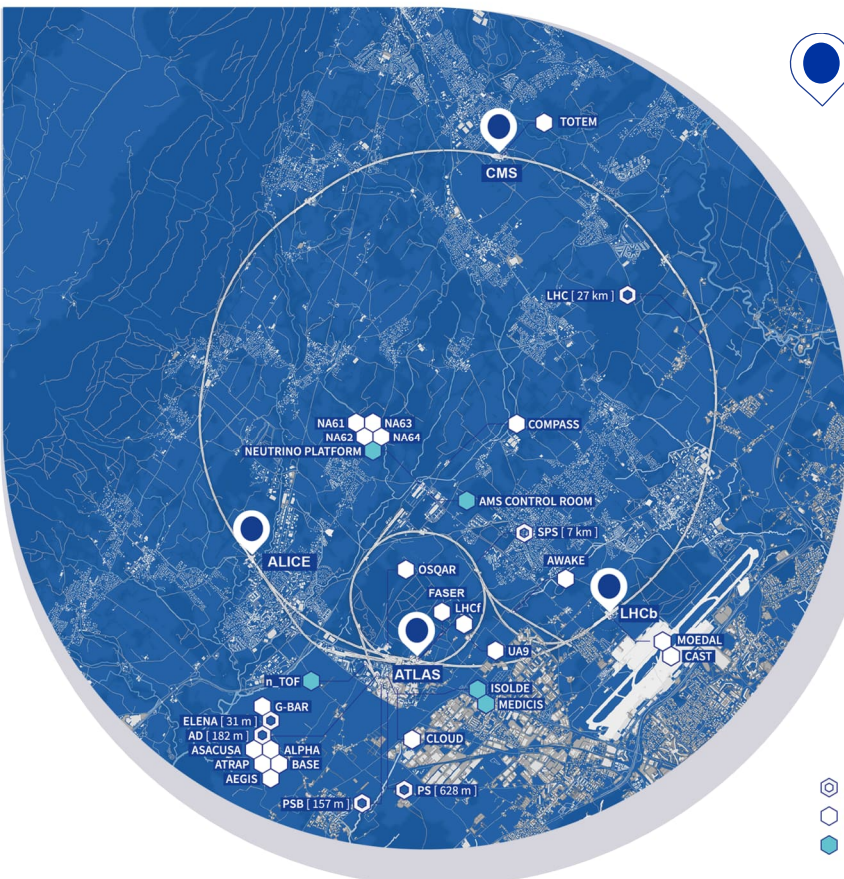 TOTEM
CMS
LHC [ 27 km ]
NA61 NA63
NA62 NA64
NEUTRINO PLATFORM
COMPASS
AMS CONTROL ROOM
SPS [ 7 km ]
ALICE
OSQAR
AWAKE
FASER
LHCf
LHCb
UA9
MOEDAL
CAST
ATLAS
n_TOF
ISOLDE
MEDICIS
G-BAR
ELENA [ 31 m ]
AD [ 182 m ]
ASACUSA ALPHA
ATRAP BASE
AEGIS
CLOUD
PS [ 628 m ]
PSB [ 157 m ]